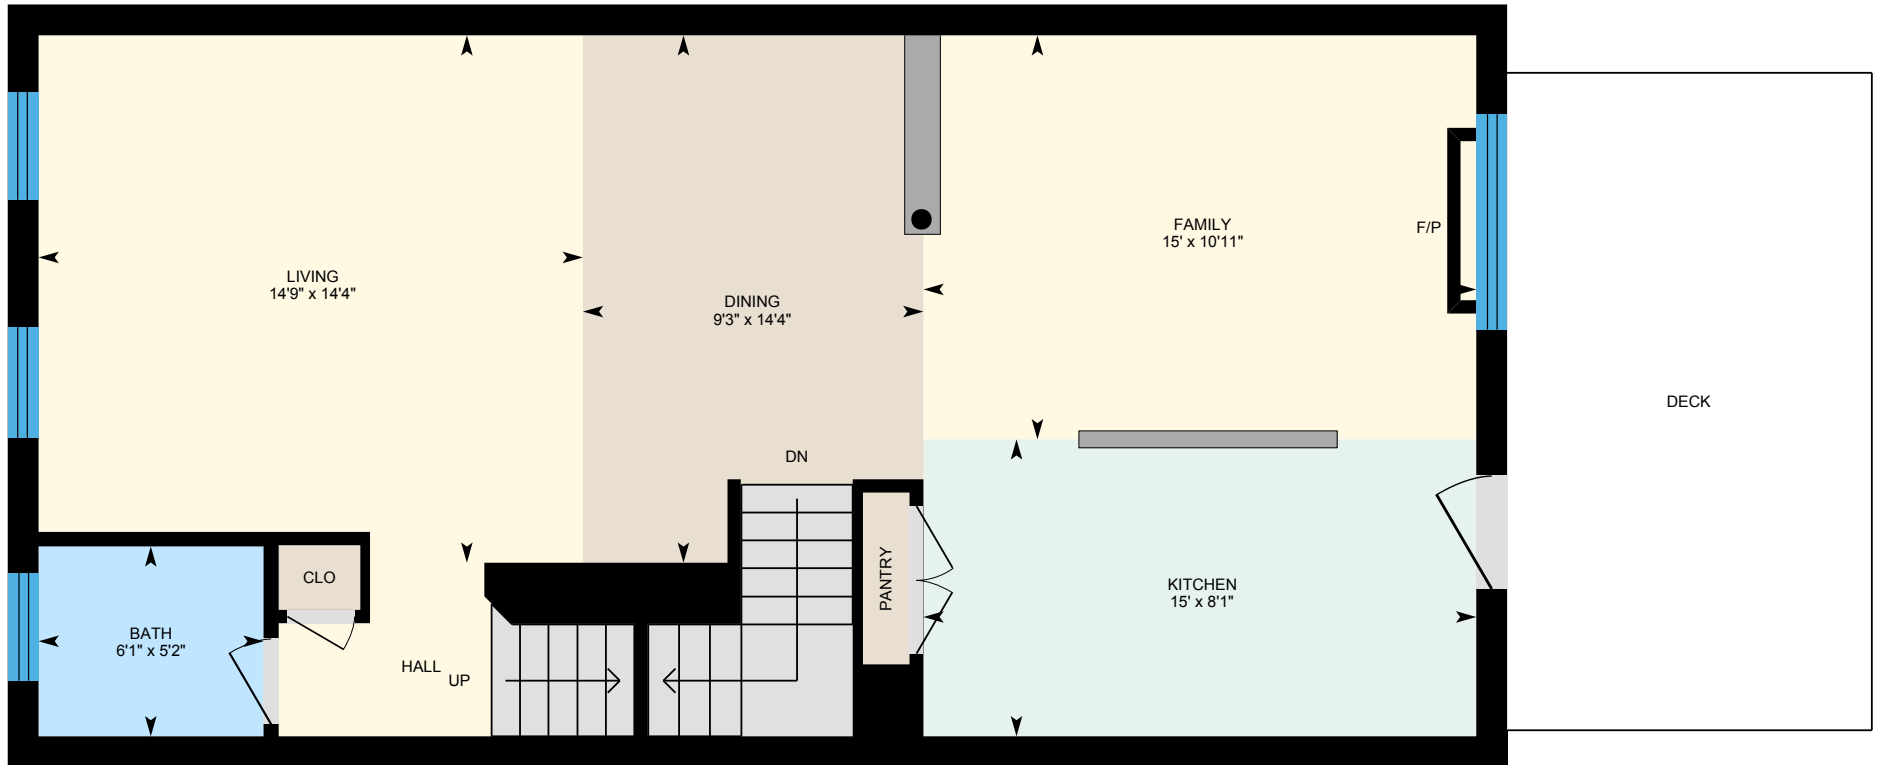 LIVING
14'9" x 14'4"
DINING
9'3" x 14'4"
FAMILY
15' x 10'11"
F/P
DECK
DN
CLO
PANTRY
KITCHEN
15' x 8'1"
BATH
6'1" x 5'2"
HALL
UP